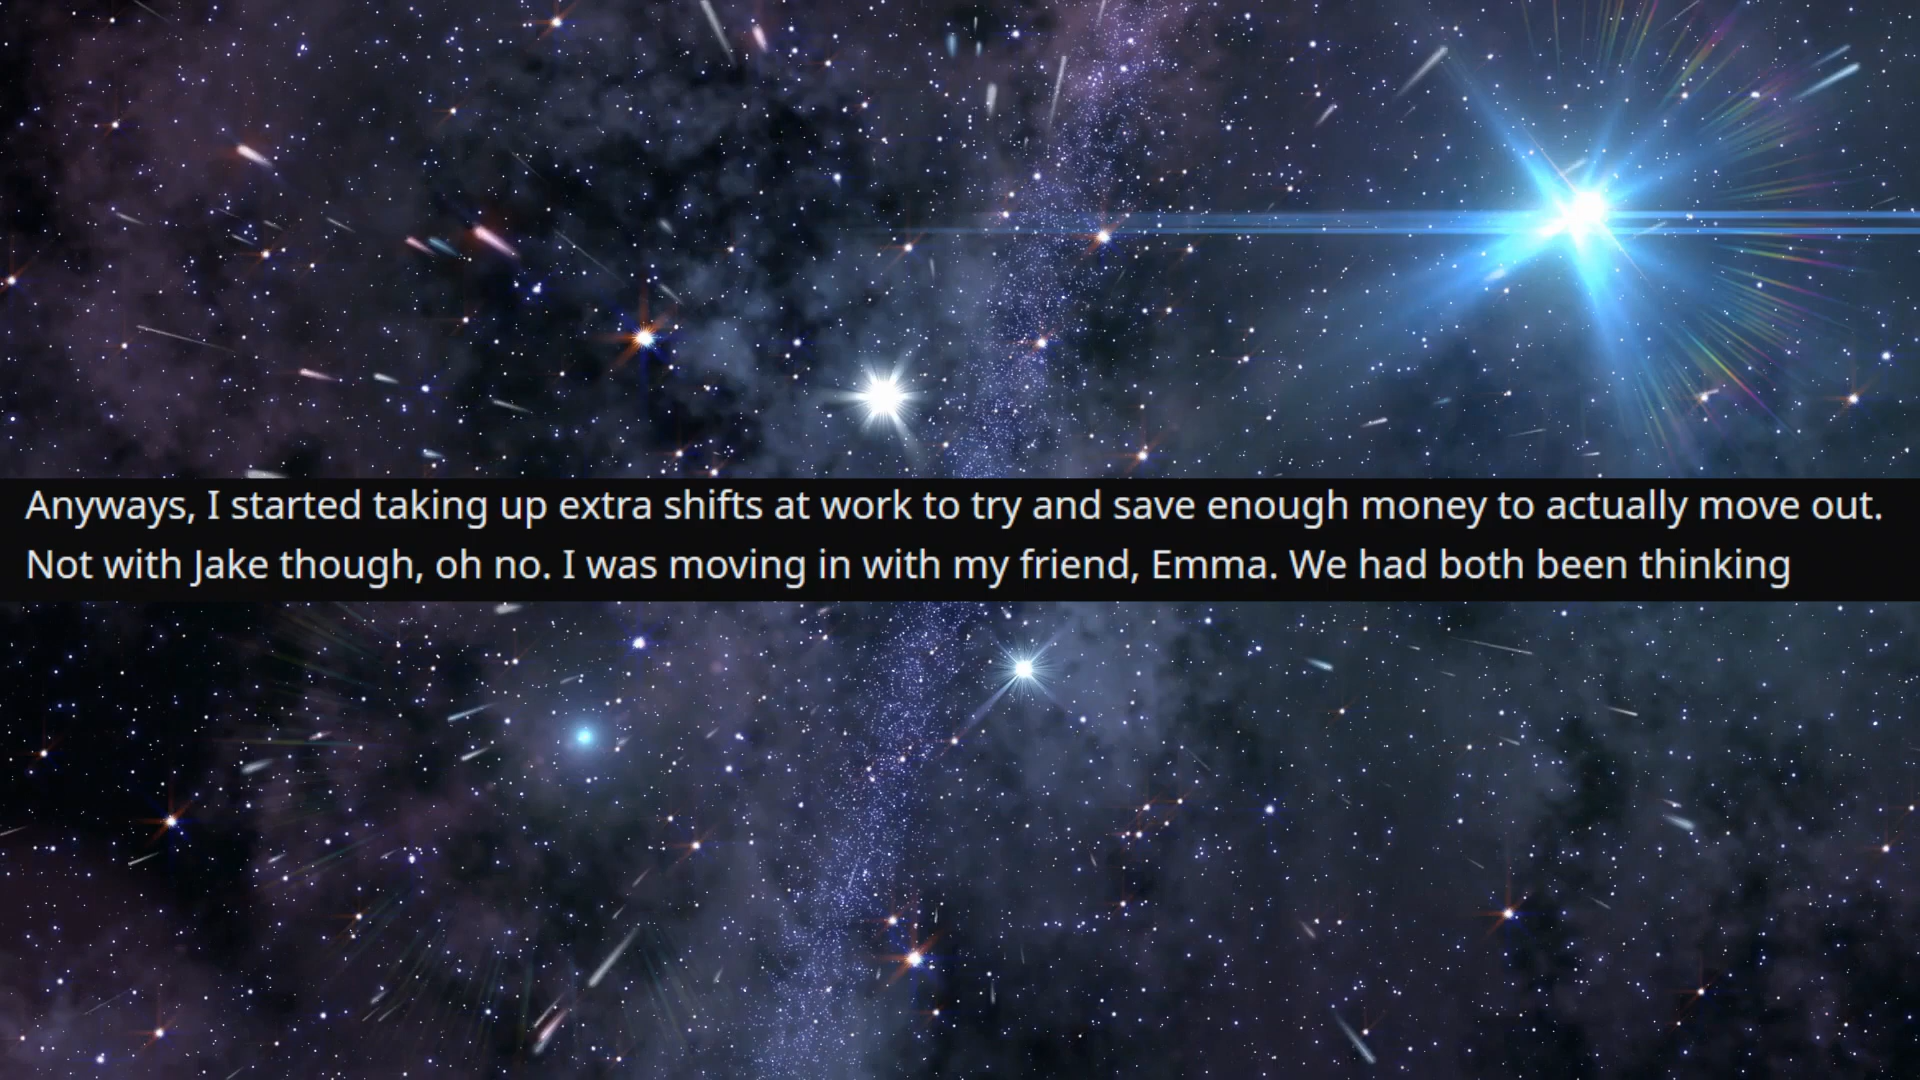 Anyways, I started taking up extra shifts at work to try and save enough money to actually move out.
Not with Jake though, oh no. I was moving in with my friend, Emma. We had both been thinking